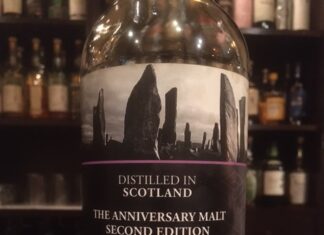 DISTILLED IN
SCOTLAND
THE ANNIVERSARY MALT
SECOND EDITION